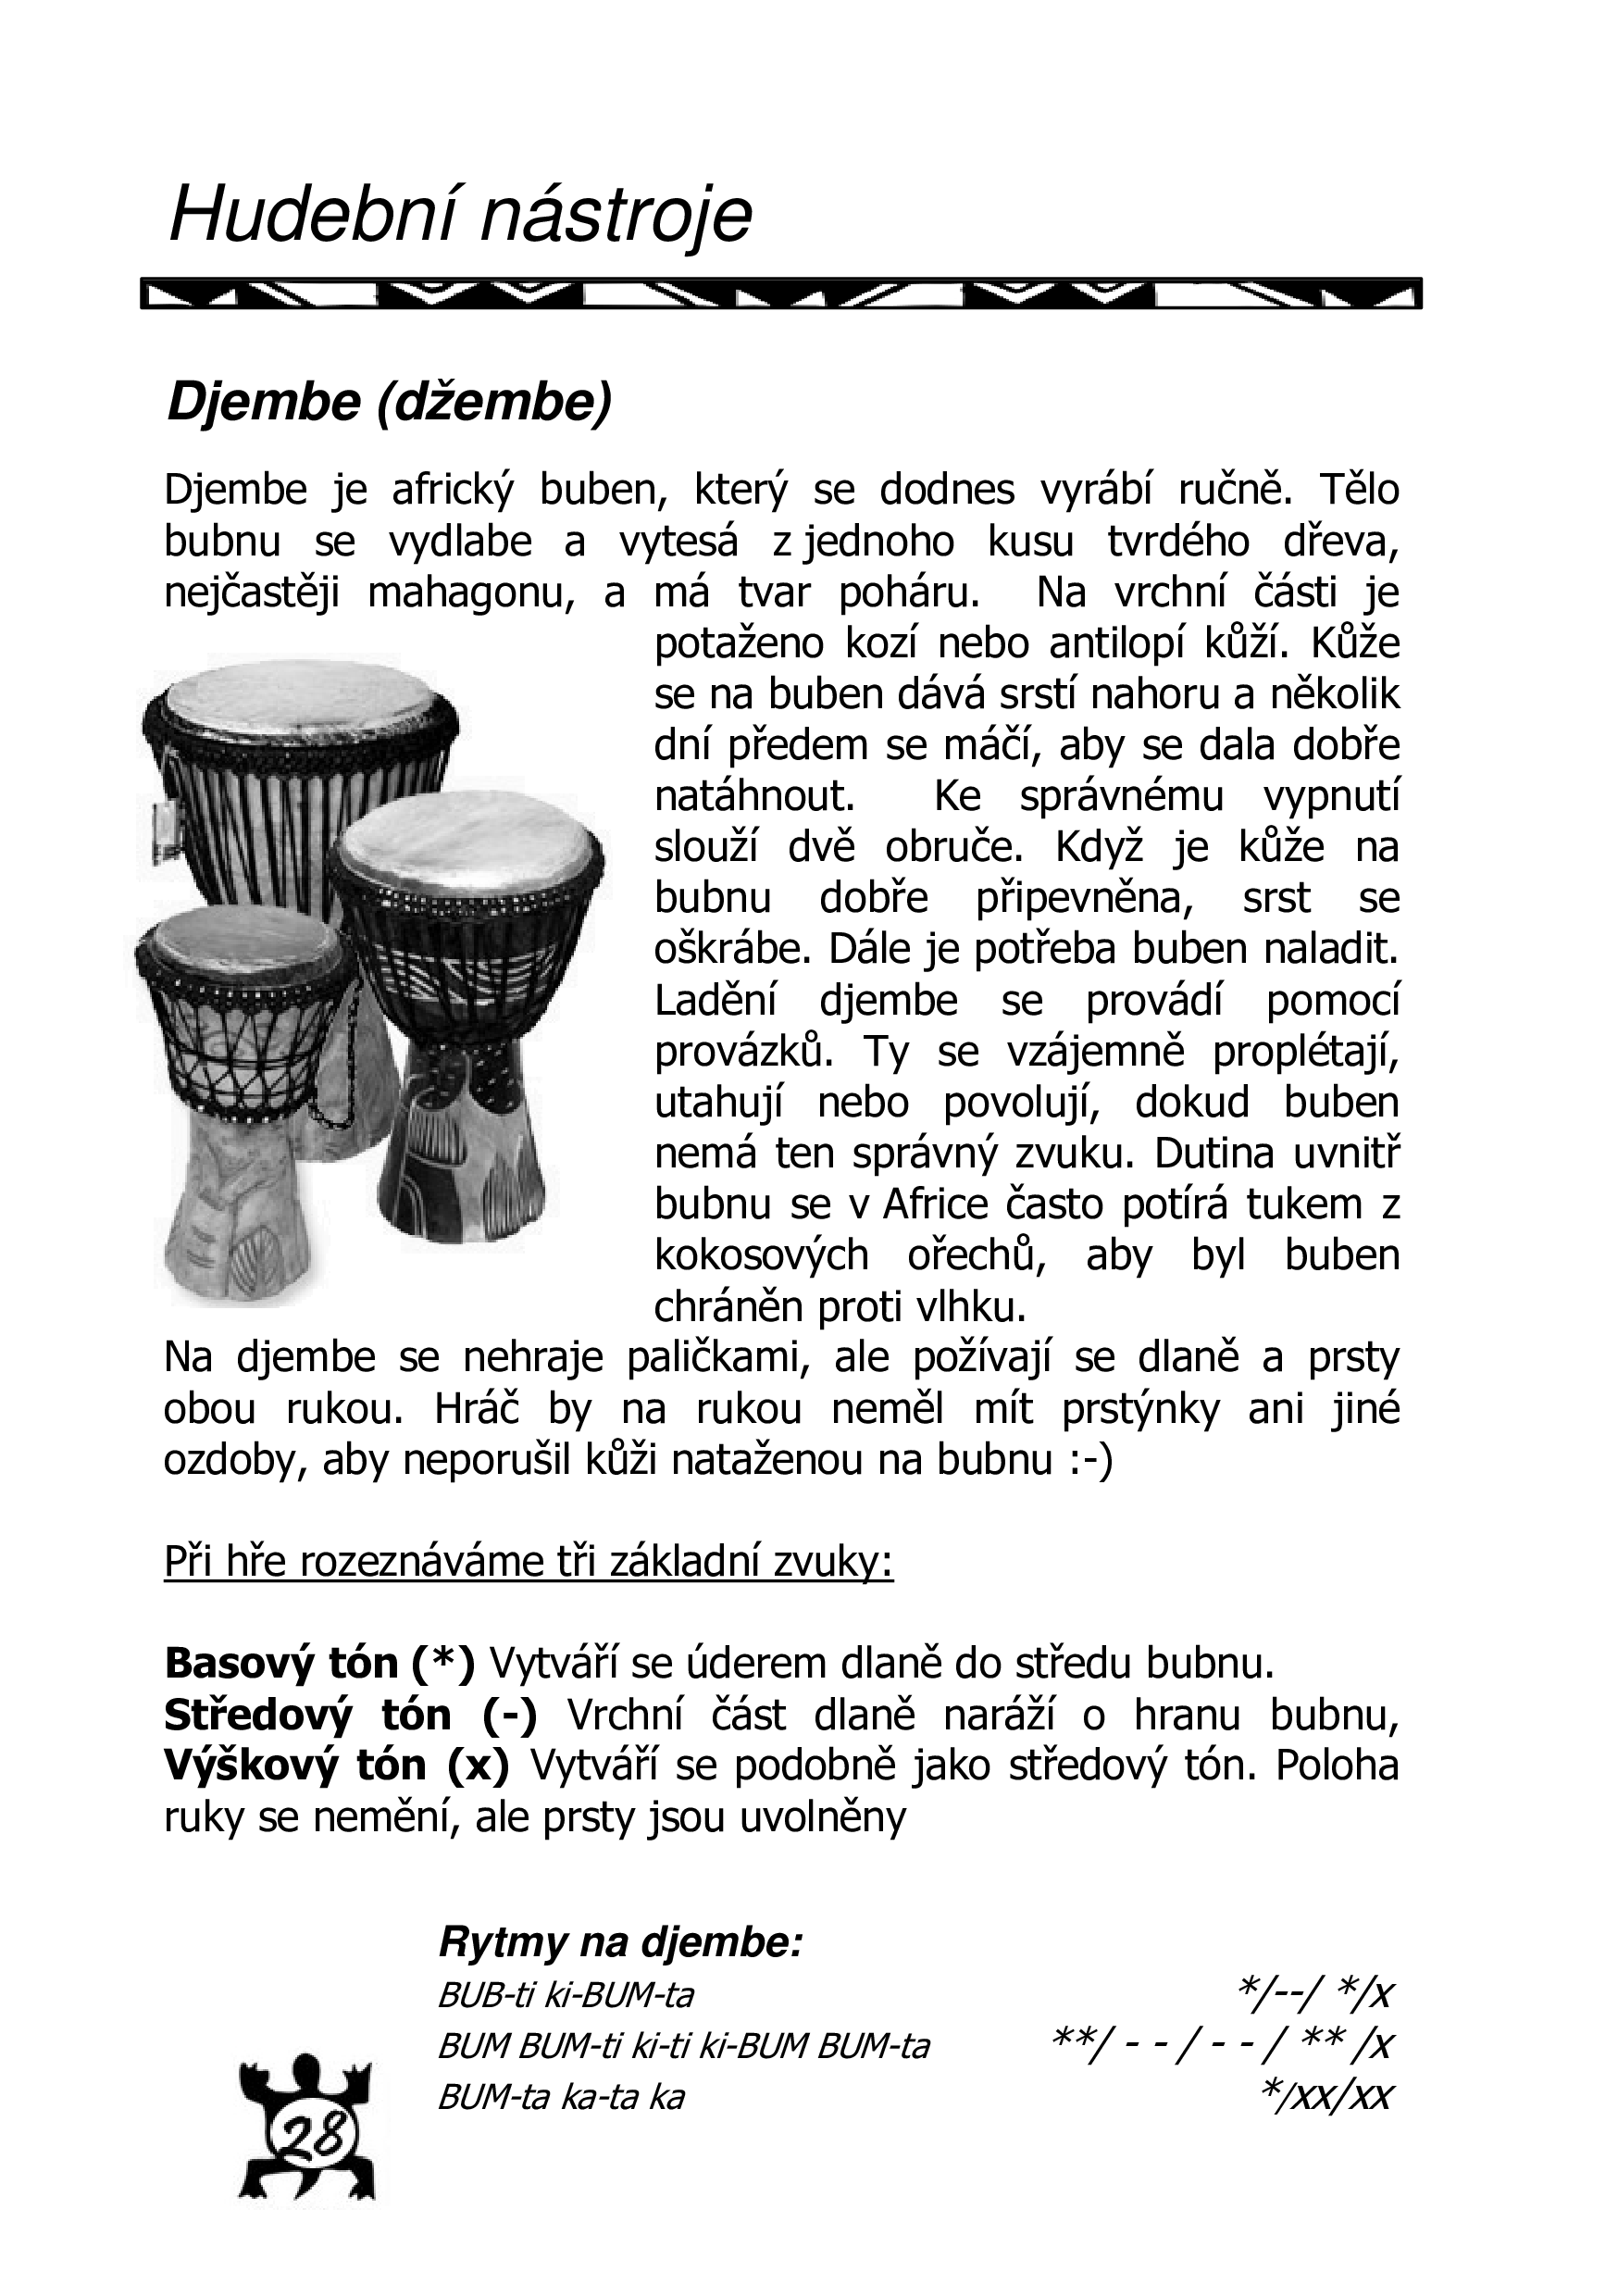 Hudební nástroje
Djembe (džembe)
Djembe je africký buben, který se dodnes vyrábí ručně. Tělo
bubnu se vydlabe a vytesá z jednoho kusu tvrdého dřeva,
nejčastěji mahagonu, a má tvar poháru. Na vrchní části je
potaženo kozí nebo antilopí kůží. Kůže
se na buben dává srstí nahoru a několik
dní předem se máčí, aby se dala dobře
natáhnout. Ke správnému vypnutí
slouží dvě obruče. Když je kůže na
bubnu dobře připevněna, srst se
oškrábe. Dále je potřeba buben naladit.
Ladění djembe se provádí pomocí
provázků. Ty se vzájemně proplétají,
utahují nebo povolují, dokud buben
nemá ten správný zvuku. Dutina uvnitř
bubnu se v Africe často potírá tukem z
kokosových ořechů, aby byl buben
chráněn proti vlhku.
Na djembe se nehraje paličkami, ale požívají se dlaně a prsty
obou rukou. Hráč by na rukou neměl mít prstýnky ani jiné
ozdoby, aby neporušil kůži nataženou na bubnu :-)
Při hře rozeznáváme tři základní zvuky:
Basový tón (*) Vytváří se úderem dlaně do středu bubnu.
Středový tón (-) Vrchní část dlaně naráží o hranu bubnu,
Výškový tón (x) Vytváří se podobně jako středový tón. Poloha
ruky se nemění, ale prsty jsou uvolněny
Rytmy na djembe:
BUB-ti ki-BUM-ta */--/ */x
BUM BUM-ti ki-ti ki-BUM BUM-ta **/ - - / - - / ** /x
BUM-ta ka-ta ka */xx/xx
28